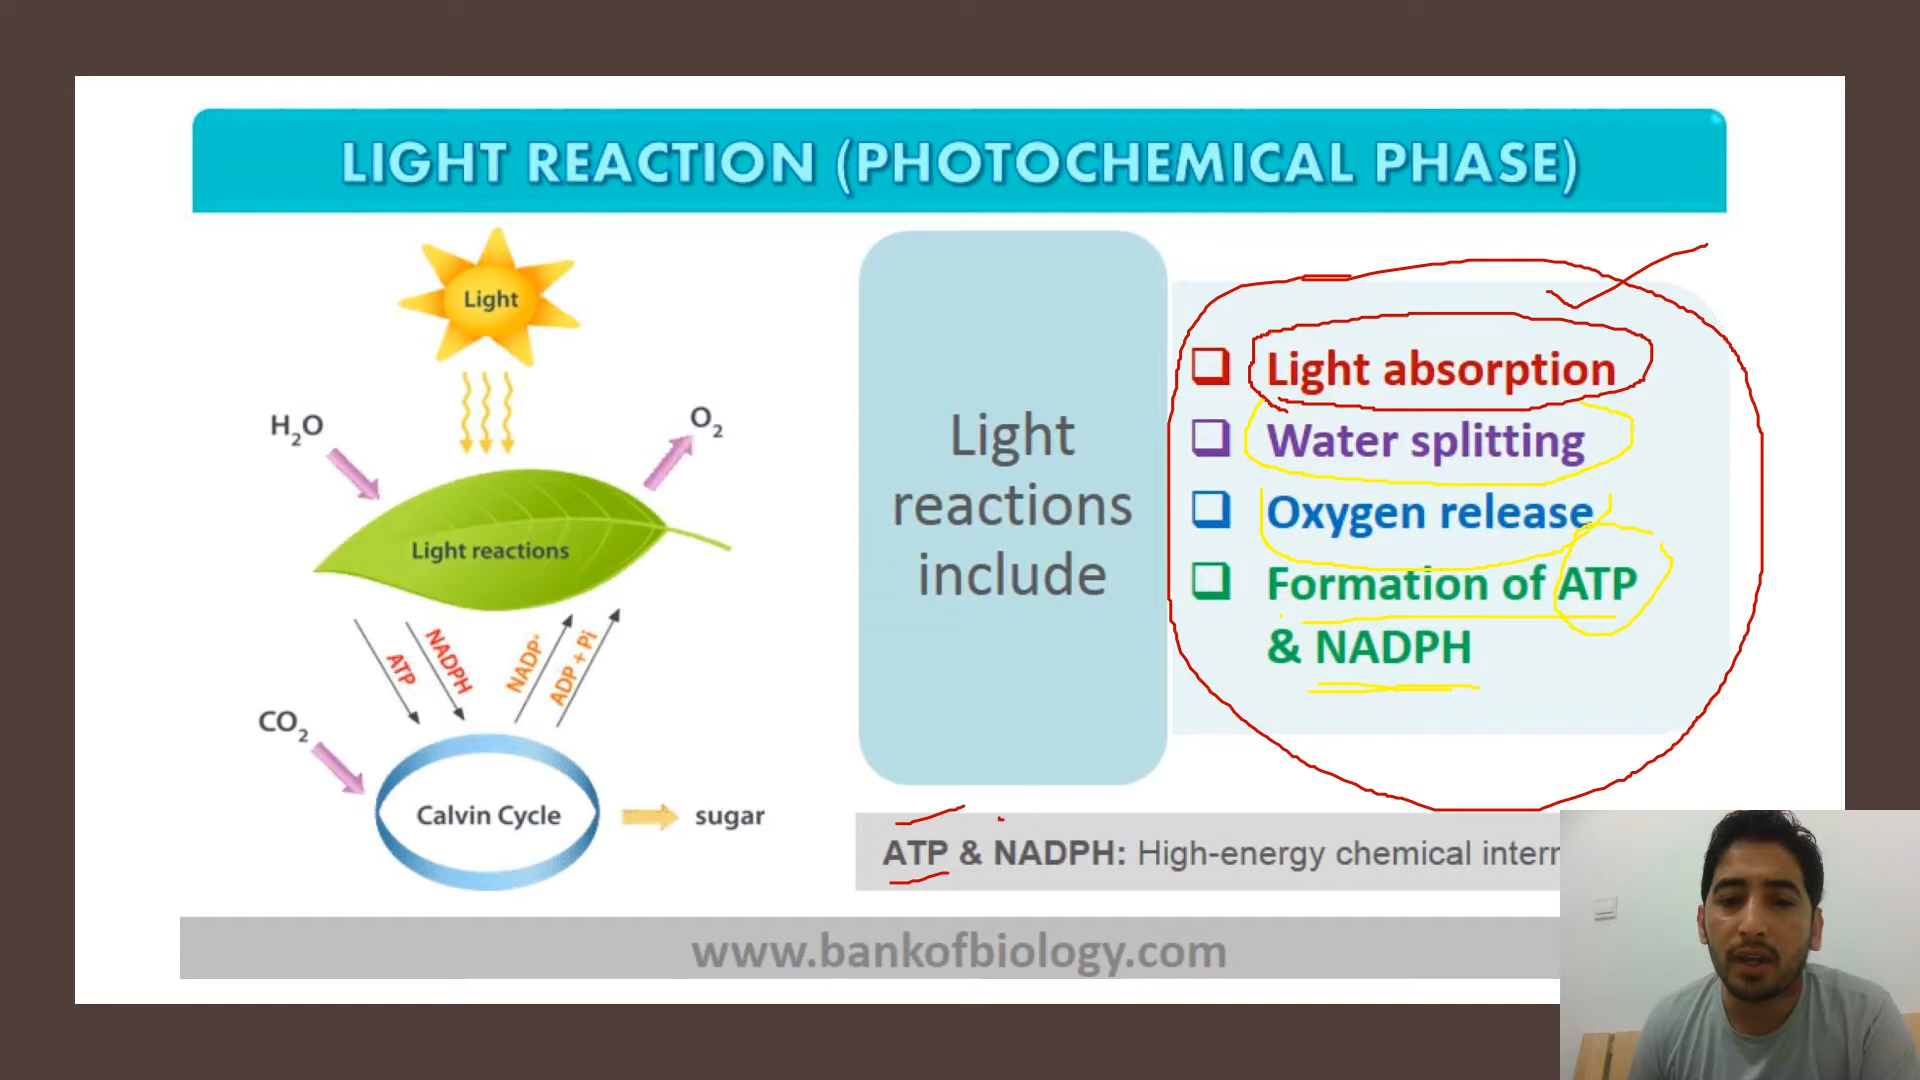 LIGHT REACTION (PHOTOCHEMICAL PHASE)
Light
H₂O
O₂
Light reactions
ATP
NADPH
NADP⁺
ADP + Pi
CO₂
Calvin Cycle
sugar
Light
reactions
include
Light absorption
Water splitting
Oxygen release
Formation of ATP
& NADPH
ATP & NADPH: High-energy chemical
www.bankofbiology.com